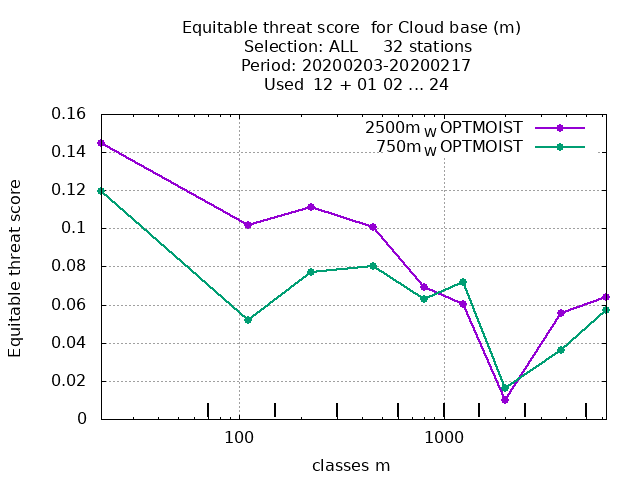 Equitable threat score for Cloud base (m)
Selection: ALL 32 stations
Period: 20200203-20200217
Used 12 + 01 02 ... 24
2500m W OPTMOIST
750m W OPTMOIST
Equitable threat score
0.16
0.14
0.12
0.1
0.08
0.06
0.04
0.02
0
100 1000
classes m